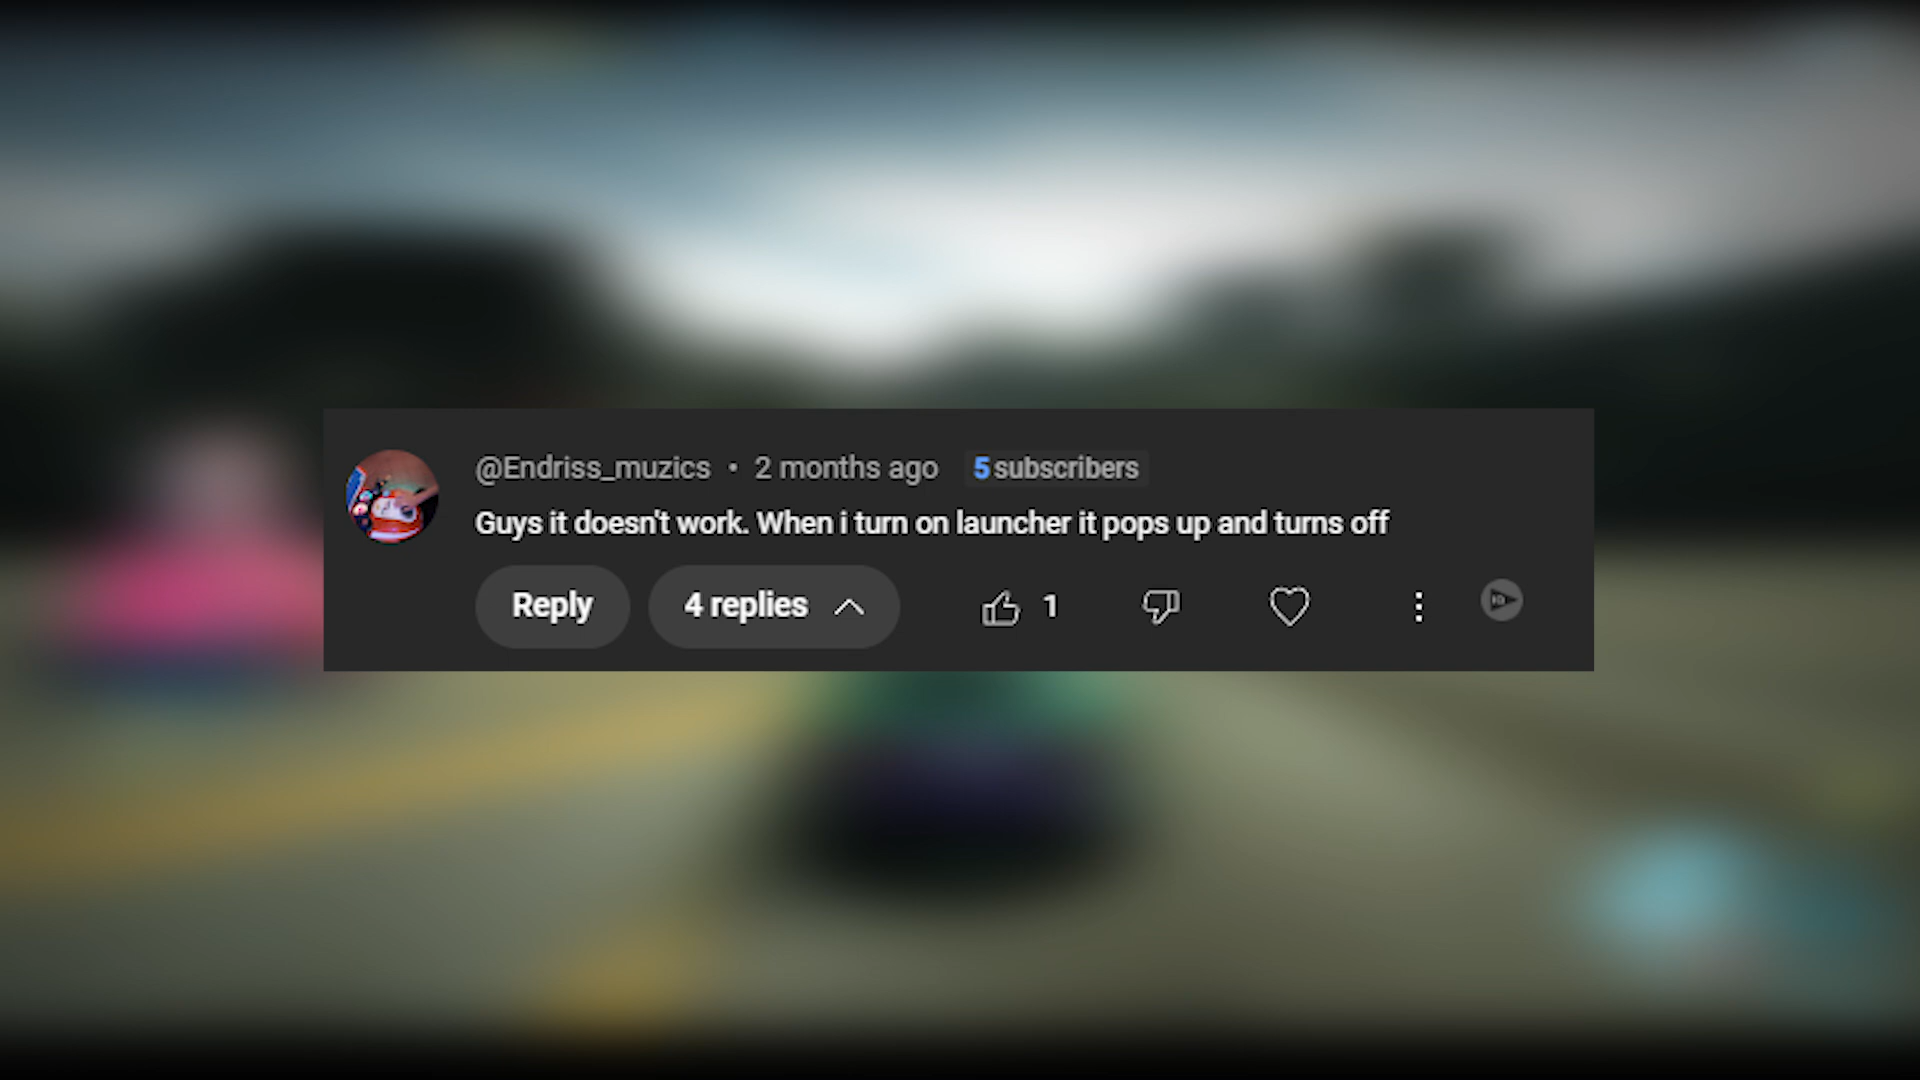 @Endriss_muzics • 2 months ago 5 subscribers
Guys it doesn't work. When i turn on launcher it pops up and turns off
Reply 4 replies 1